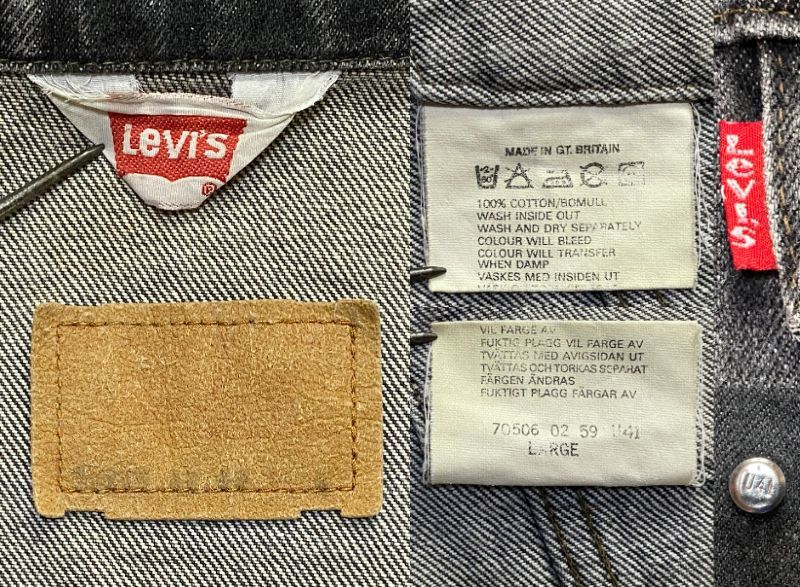 Levi's
MADE IN GT. BRITAIN
100% COTTON/BOMULL
WASH INSIDE OUT
WASH AND DRY SEPARATELY
COLOUR WILL BLEED
COLOUR WILL TRANSFER
WHEN DAMP
VASKES MED INSIDEN UT
VIL FARGE AV
FUKTIG PLAGG VIL FARGE AV
TVÄTTAS MED AVIGSIDAN UT
TVÄTTAS OCH TORKAS SEPARAT
FÄRGEN ÄNDRAS
FUKTIGT PLAGG FÄRGAR AV
70506 02 59 U41
LARGE
LEVI'S
U41